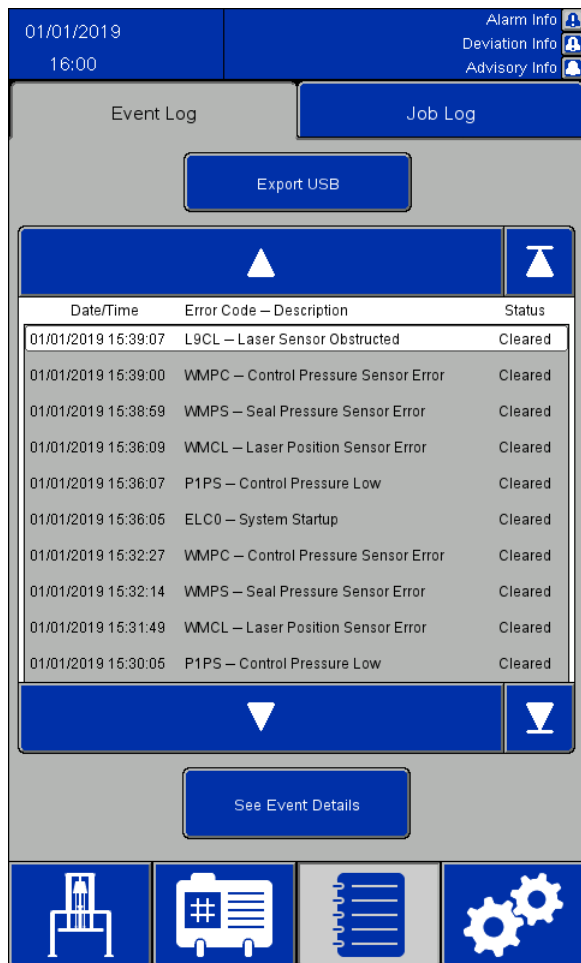 01/01/2019
16:00
Alarm Info
Deviation Info
Advisory Info
Event Log
Job Log
Export USB
Date/Time Error Code – Description Status
01/01/2019 15:39:07 L9CL – Laser Sensor Obstructed Cleared
01/01/2019 15:39:00 WMPC – Control Pressure Sensor Error Cleared
01/01/2019 15:38:59 WMPS – Seal Pressure Sensor Error Cleared
01/01/2019 15:36:09 WMCL – Laser Position Sensor Error Cleared
01/01/2019 15:36:07 P1PS – Control Pressure Low Cleared
01/01/2019 15:36:05 ELC0 – System Startup Cleared
01/01/2019 15:32:27 WMPC – Control Pressure Sensor Error Cleared
01/01/2019 15:32:14 WMPS – Seal Pressure Sensor Error Cleared
01/01/2019 15:31:49 WMCL – Laser Position Sensor Error Cleared
01/01/2019 15:30:05 P1PS – Control Pressure Low Cleared
See Event Details